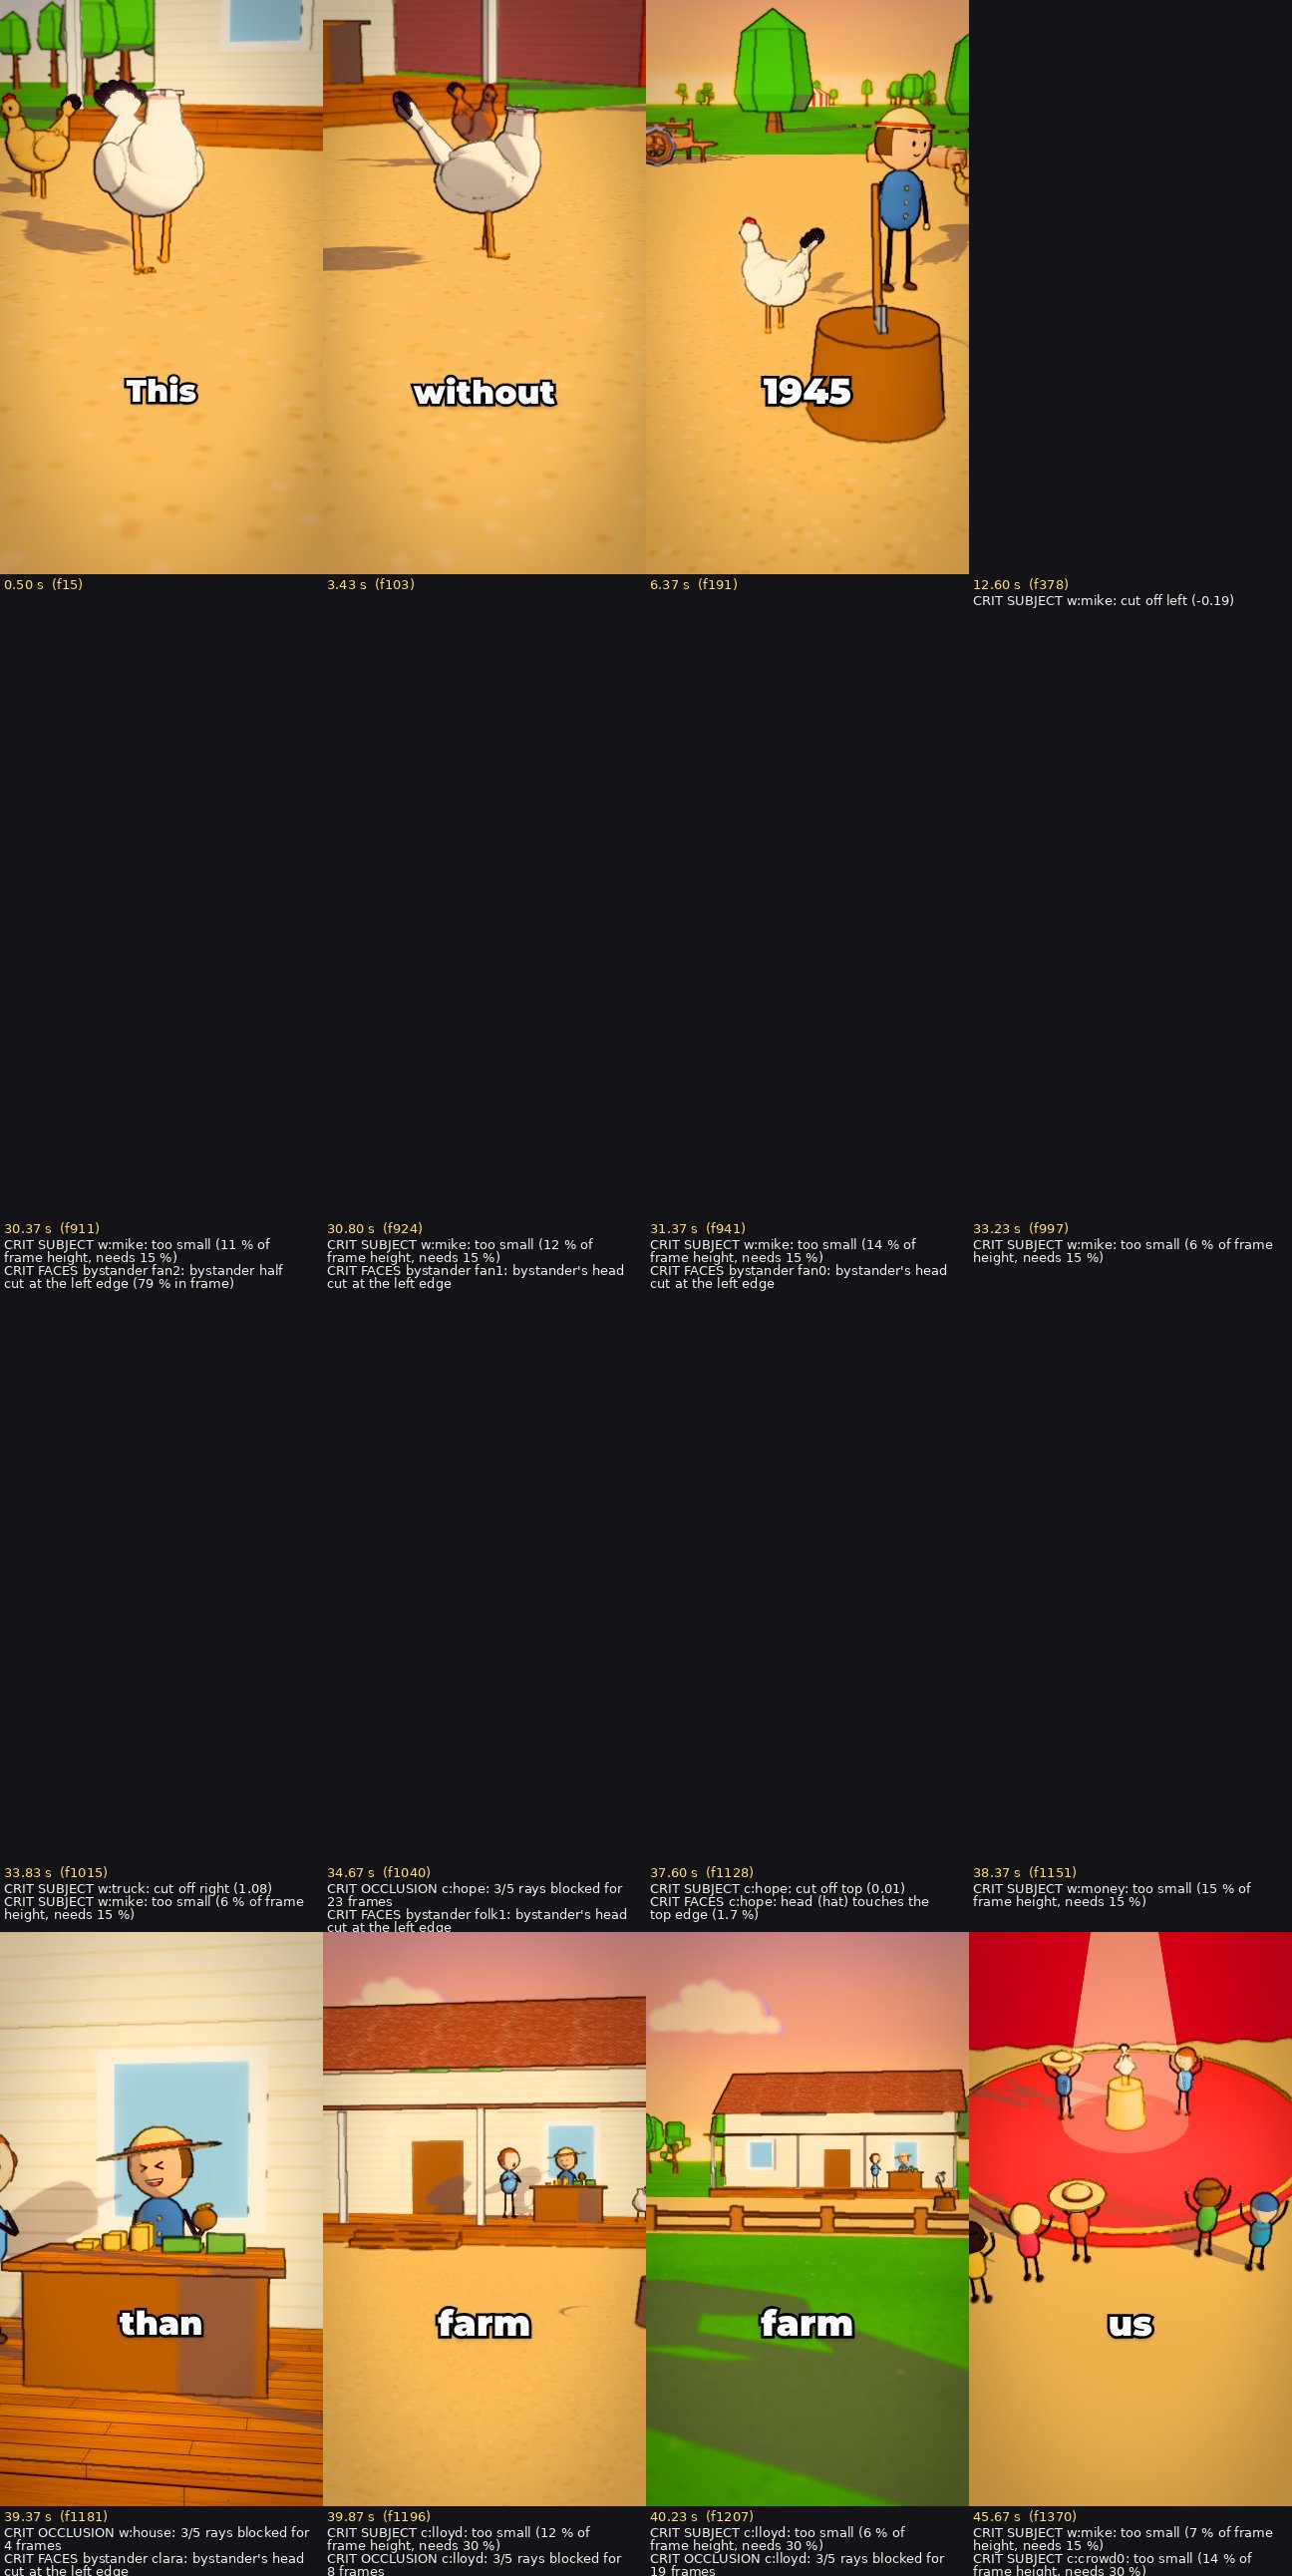 This
without
1945
0.50 s  (f15)
3.43 s  (f103)
6.37 s  (f191)
12.60 s  (f378)
CRIT SUBJECT w:mike: cut off left (-0.19)
30.37 s  (f911)
CRIT SUBJECT w:mike: too small (11 % of
frame height, needs 15 %)
CRIT FACES bystander fan2: bystander half
cut at the left edge (79 % in frame)
30.80 s  (f924)
CRIT SUBJECT w:mike: too small (12 % of
frame height, needs 15 %)
CRIT FACES bystander fan1: bystander's head
cut at the left edge
31.37 s  (f941)
CRIT SUBJECT w:mike: too small (14 % of
frame height, needs 15 %)
CRIT FACES bystander fan0: bystander's head
cut at the left edge
33.23 s  (f997)
CRIT SUBJECT w:mike: too small (6 % of frame
height, needs 15 %)
33.83 s  (f1015)
CRIT SUBJECT w:truck: cut off right (1.08)
CRIT SUBJECT w:mike: too small (6 % of frame
height, needs 15 %)
34.67 s  (f1040)
CRIT OCCLUSION c:hope: 3/5 rays blocked for
23 frames
CRIT FACES bystander folk1: bystander's head
cut at the left edge
37.60 s  (f1128)
CRIT SUBJECT c:hope: cut off top (0.01)
CRIT FACES c:hope: head (hat) touches the
top edge (1.7 %)
38.37 s  (f1151)
CRIT SUBJECT w:money: too small (15 % of
frame height, needs 15 %)
than
farm
farm
us
39.37 s  (f1181)
CRIT OCCLUSION w:house: 3/5 rays blocked for
4 frames
CRIT FACES bystander clara: bystander's head
cut at the left edge
39.87 s  (f1196)
CRIT SUBJECT c:lloyd: too small (12 % of
frame height, needs 30 %)
CRIT OCCLUSION c:lloyd: 3/5 rays blocked for
8 frames
40.23 s  (f1207)
CRIT SUBJECT c:lloyd: too small (6 % of
frame height, needs 30 %)
CRIT OCCLUSION c:lloyd: 3/5 rays blocked for
19 frames
45.67 s  (f1370)
CRIT SUBJECT w:mike: too small (7 % of frame
height, needs 15 %)
CRIT SUBJECT c:crowd0: too small (14 % of
frame height, needs 30 %)